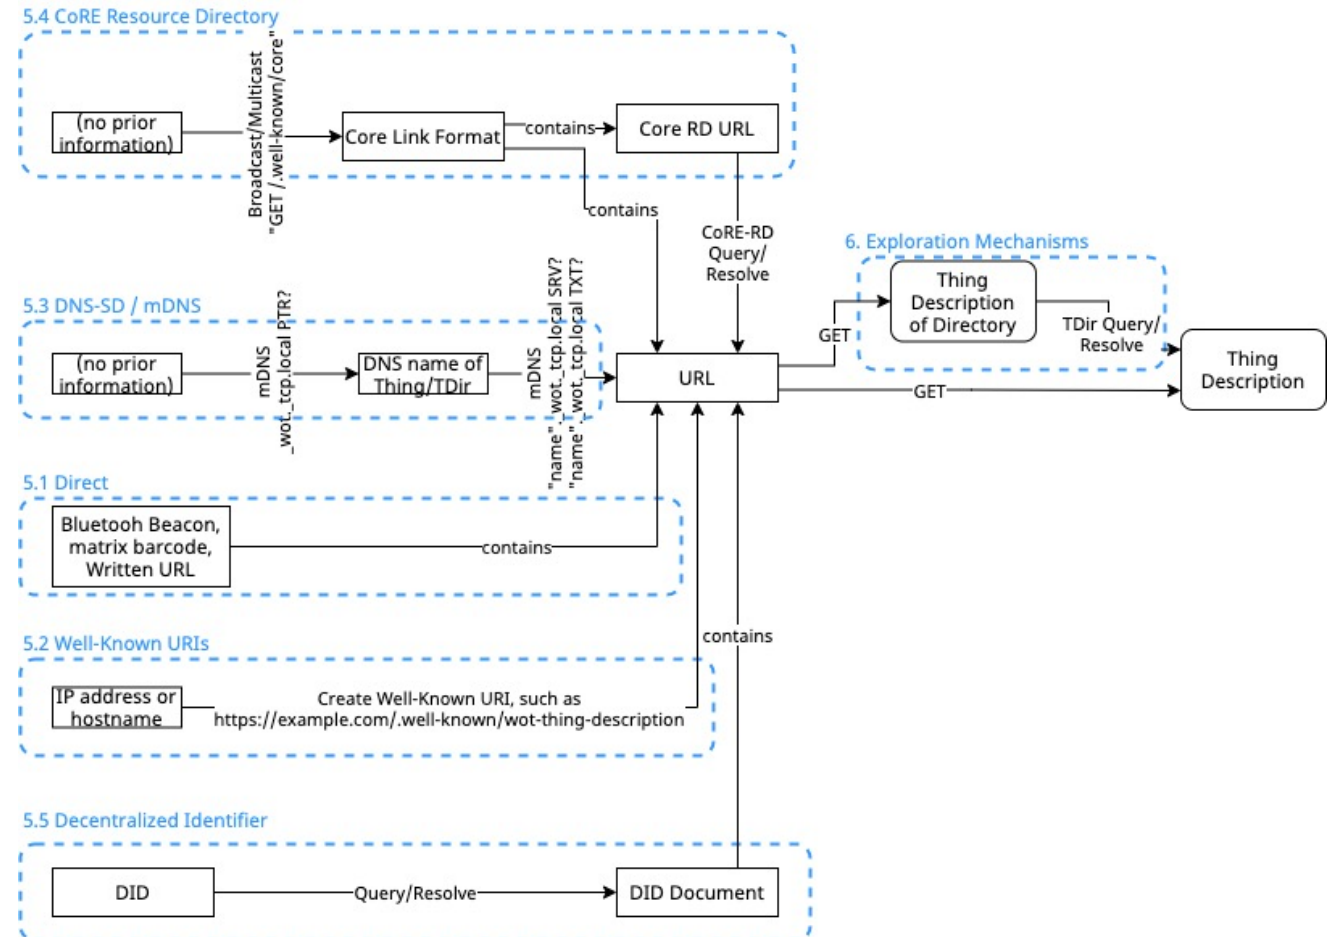 5.4 CoRE Resource Directory
(no prior
information)
Broadcast/Multicast
"GET /.well-known/core"
Core Link Format
contains
Core RD URL
contains
CoRE-RD
Query/
Resolve
5.3 DNS-SD / mDNS
(no prior
information)
mDNS
_wot._tcp.local PTR?
DNS name of
Thing/TDir
mDNS
"name"._wot._tcp.local SRV?
"name"._wot._tcp.local TXT?
URL
GET
6. Exploration Mechanisms
Thing
Description
of Directory
TDir Query/
Resolve
GET
Thing
Description
5.1 Direct
Bluetooh Beacon,
matrix barcode,
Written URL
contains
5.2 Well-Known URIs
IP address or
hostname
Create Well-Known URI, such as
https://example.com/.well-known/wot-thing-description
contains
5.5 Decentralized Identifier
DID
Query/Resolve
DID Document